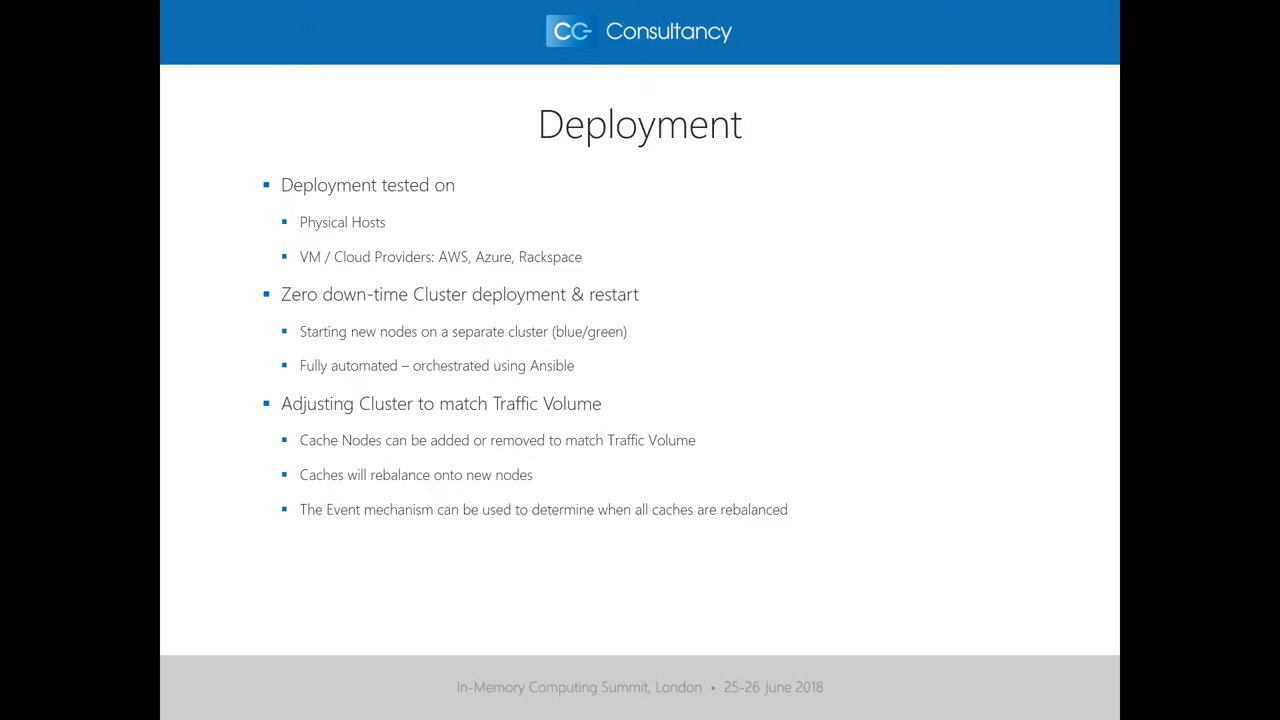 CG Consultancy
Deployment
Deployment tested on
Physical Hosts
VM / Cloud Providers: AWS, Azure, Rackspace
Zero down-time Cluster deployment & restart
Starting new nodes on a separate cluster (blue/green)
Fully automated – orchestrated using Ansible
Adjusting Cluster to match Traffic Volume
Cache Nodes can be added or removed to match Traffic Volume
Caches will rebalance onto new nodes
The Event mechanism can be used to determine when all caches are rebalanced
In-Memory Computing Summit, London • 25-26 June 2018